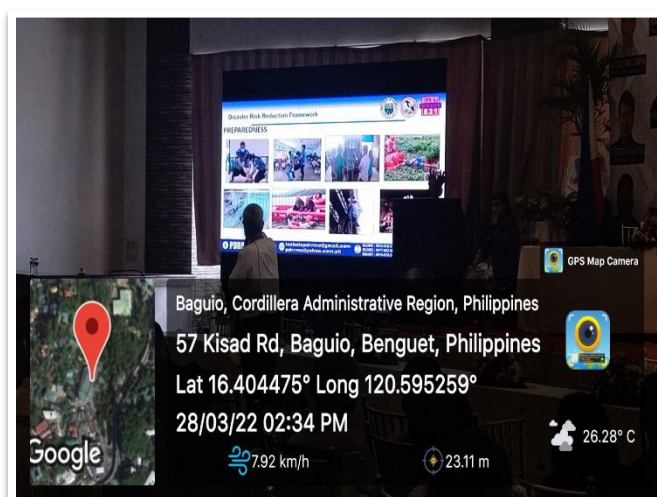 Disaster Risk Reduction Framework
PREPAREDNESS
GPS Map Camera
Baguio, Cordillera Administrative Region, Philippines
57 Kisad Rd, Baguio, Benguet, Philippines
Lat 16.404475° Long 120.595259°
28/03/22 02:34 PM
7.92 km/h
23.11 m
26.28° C
Google